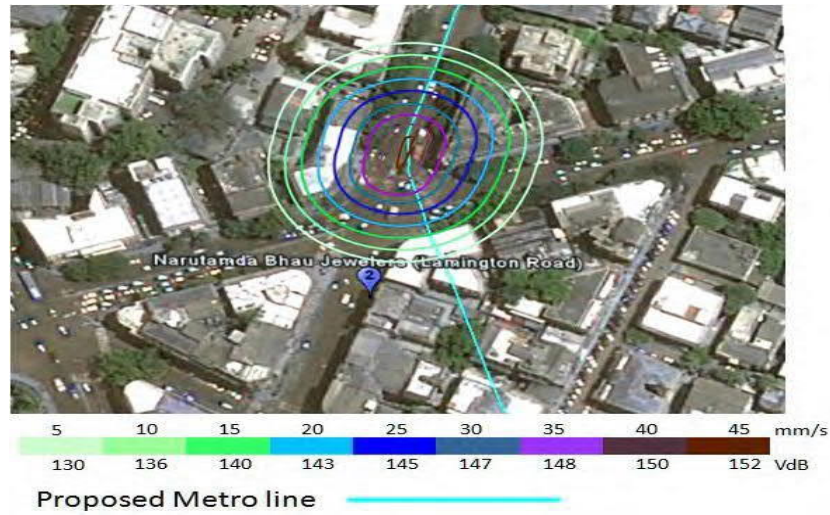 Narutamda Bhau Jewelers (Lamington Road)
2
5 10 15 20 25 30 35 40 45 mm/s
130 136 140 143 145 147 148 150 152 VdB
Proposed Metro line